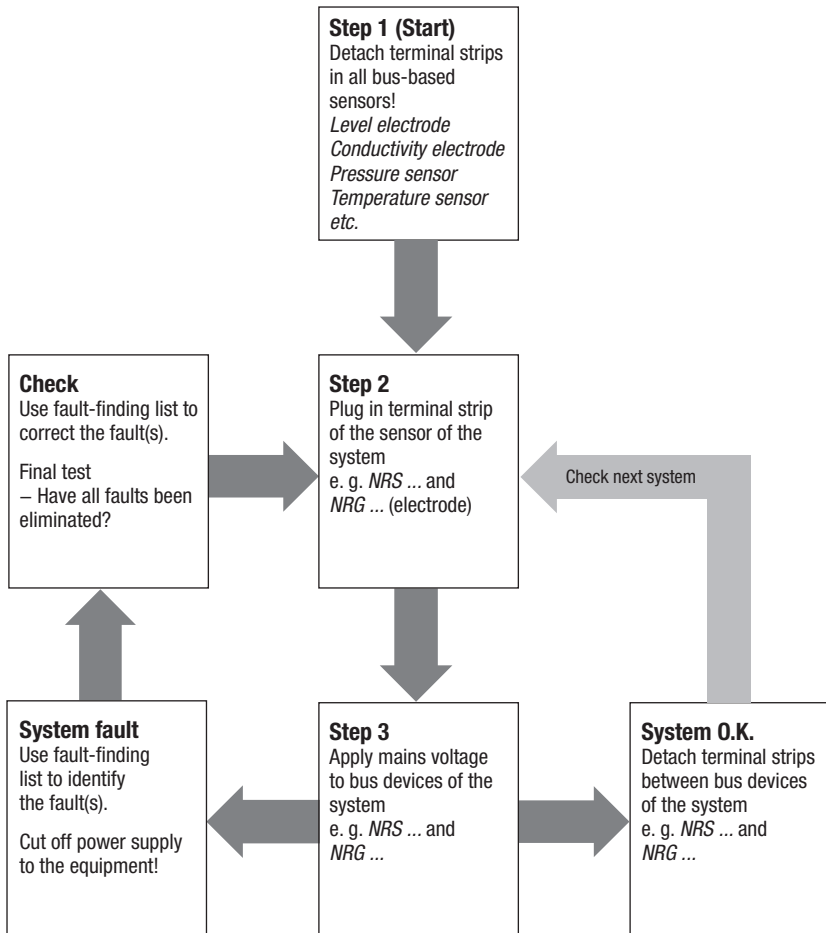 Step 1 (Start)
Detach terminal strips
in all bus-based
sensors!
Level electrode
Conductivity electrode
Pressure sensor
Temperature sensor
etc.
Check
Use fault-finding list to
correct the fault(s).
Final test
– Have all faults been
eliminated?
Step 2
Plug in terminal strip
of the sensor of the
system
e. g. NRS ... and
NRG ... (electrode)
Check next system
System fault
Use fault-finding
list to identify
the fault(s).
Cut off power supply
to the equipment!
Step 3
Apply mains voltage
to bus devices of the
system
e. g. NRS ... and
NRG ...
System O.K.
Detach terminal strips
between bus devices
of the system
e. g. NRS ... and
NRG ...